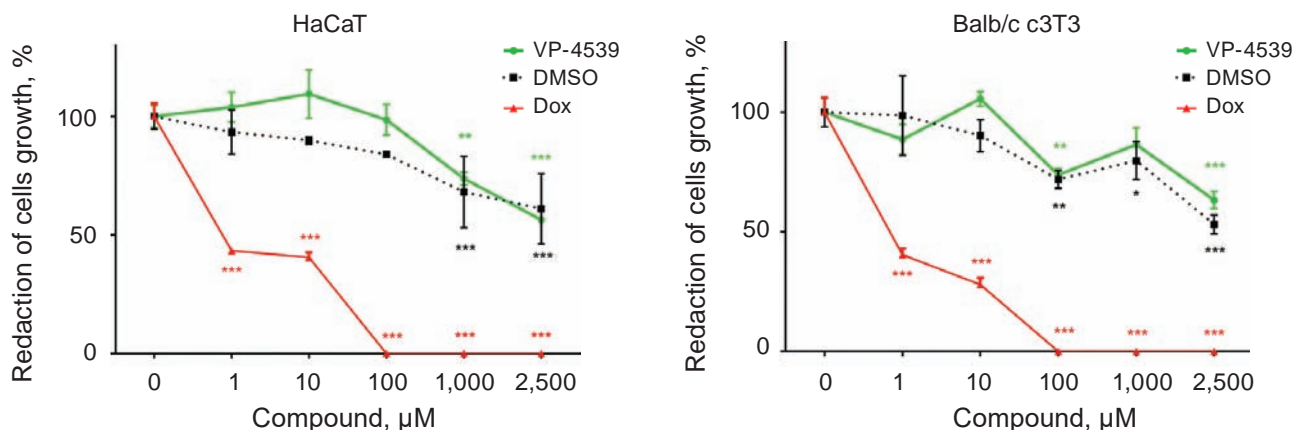 HaCaT
Redaction of cells growth, %
VP-4539
DMSO
Dox
100
50
0
**
***
***
***
***
***
***
***
***
0 1 10 100 1,000 2,500
Compound, µM
Balb/c c3T3
Redaction of cells growth, %
VP-4539
DMSO
Dox
100
50
0
**
***
**
*
***
***
***
***
***
***
0 1 10 100 1,000 2,500
Compound, µM